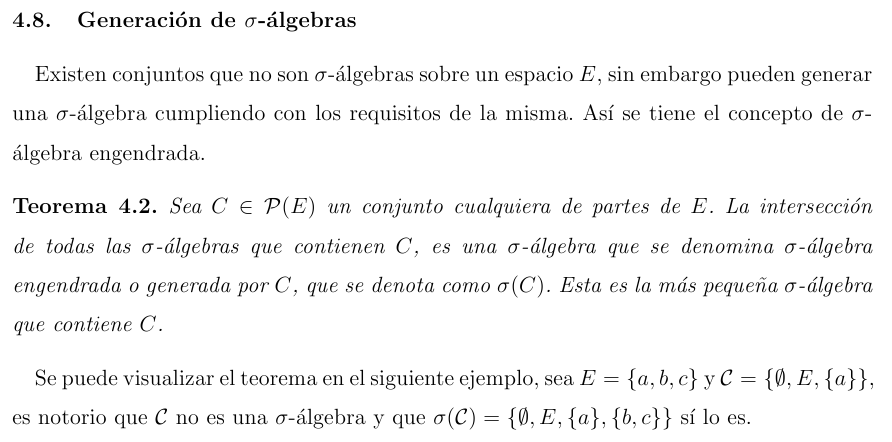 4.8. Generación de σ-álgebras
Existen conjuntos que no son σ-álgebras sobre un espacio E, sin embargo pueden generar
una σ-álgebra cumpliendo con los requisitos de la misma. Así se tiene el concepto de σ-
álgebra engendrada.
Teorema 4.2. Sea C ∈ 𝒫(E) un conjunto cualquiera de partes de E. La intersección
de todas las σ-álgebras que contienen C, es una σ-álgebra que se denomina σ-álgebra
engendrada o generada por C, que se denota como σ(C). Esta es la más pequeña σ-álgebra
que contiene C.
Se puede visualizar el teorema en el siguiente ejemplo, sea E = {a, b, c} y 𝒞 = {∅, E, {a}},
es notorio que 𝒞 no es una σ-álgebra y que σ(𝒞) = {∅, E, {a}, {b, c}} sí lo es.